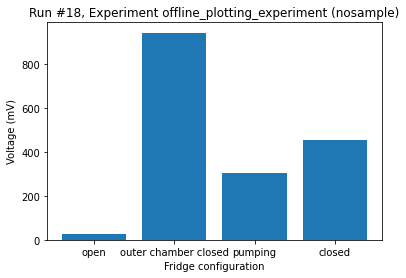 Run #18, Experiment offline_plotting_experiment (nosample)
800
600
400
200
0
Voltage (mV)
open outer chamber closed pumping closed
Fridge configuration